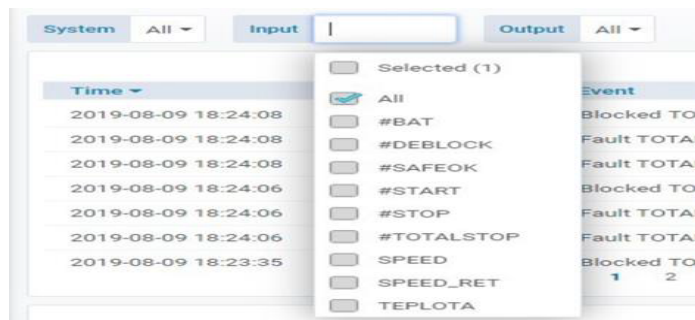 System All Input Output All
Selected (1)
Time Event
All
2019-08-09 18:24:08 Blocked TO
#BAT
2019-08-09 18:24:08 Fault TOTA
#DEBLOCK
2019-08-09 18:24:08 Fault TOTA
#SAFEOK
2019-08-09 18:24:06 Blocked TO
#START
2019-08-09 18:24:06 Fault TOTA
#STOP
2019-08-09 18:24:06 Fault TOTA
#TOTALSTOP
2019-08-09 18:23:35 Blocked TO
SPEED
1 2
SPEED_RET
TEPLOTA